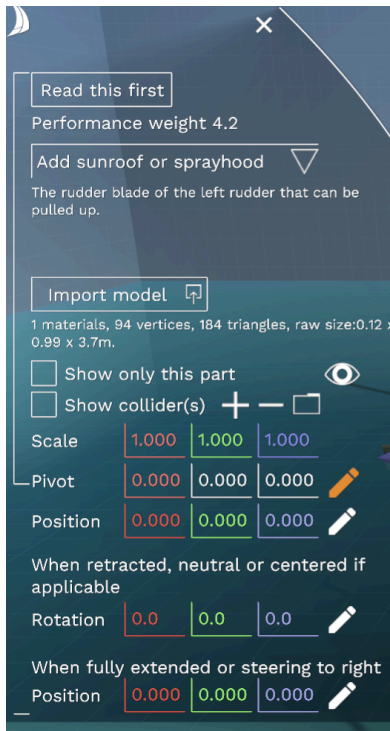 Read this first
Performance weight 4.2
Add sunroof or sprayhood
The rudder blade of the left rudder that can be
pulled up.
Import model
1 materials, 94 vertices, 184 triangles, raw size:0.12 x
0.99 x 3.7m.
Show only this part
Show collider(s)
Scale 1.000 1.000 1.000
Pivot 0.000 0.000 0.000
Position 0.000 0.000 0.000
When retracted, neutral or centered if
applicable
Rotation 0.0 0.0 0.0
When fully extended or steering to right
Position 0.000 0.000 0.000